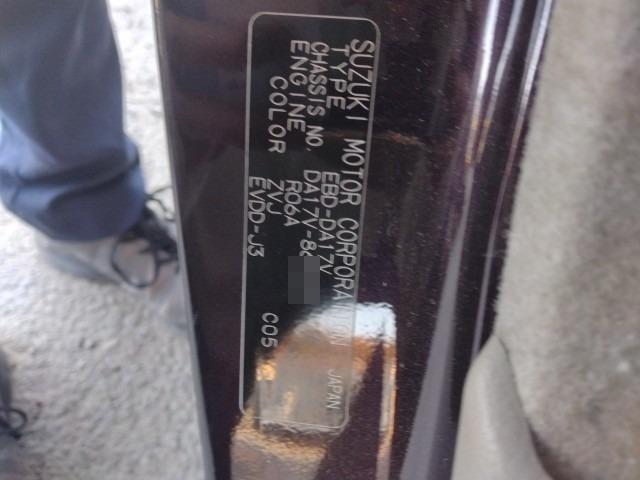 SUZUKI MOTOR CORPORATION JAPAN
TYPE EBD-DA17V
CHASSIS NO. DA17V-8
ENGINE R06A
COLOR ZVJ C05
EVDD-J3